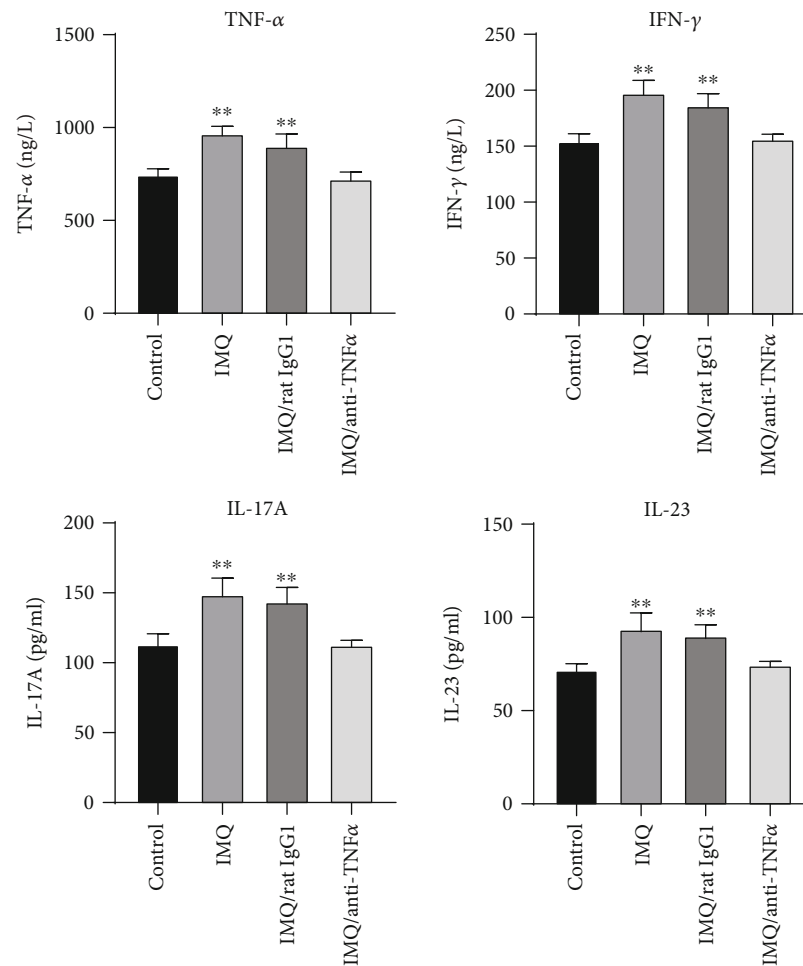 TNF-α
TNF-α (ng/L)
1500
1000
500
0
**
**
Control
IMQ
IMQ/rat IgG1
IMQ/anti-TNFα
IFN-γ
IFN-γ (ng/L)
250
200
150
100
50
0
**
**
Control
IMQ
IMQ/rat IgG1
IMQ/anti-TNFα
IL-17A
IL-17A (pg/ml)
200
150
100
50
0
**
**
Control
IMQ
IMQ/rat IgG1
IMQ/anti-TNFα
IL-23
IL-23 (pg/ml)
150
100
50
0
**
**
Control
IMQ
IMQ/rat IgG1
IMQ/anti-TNFα